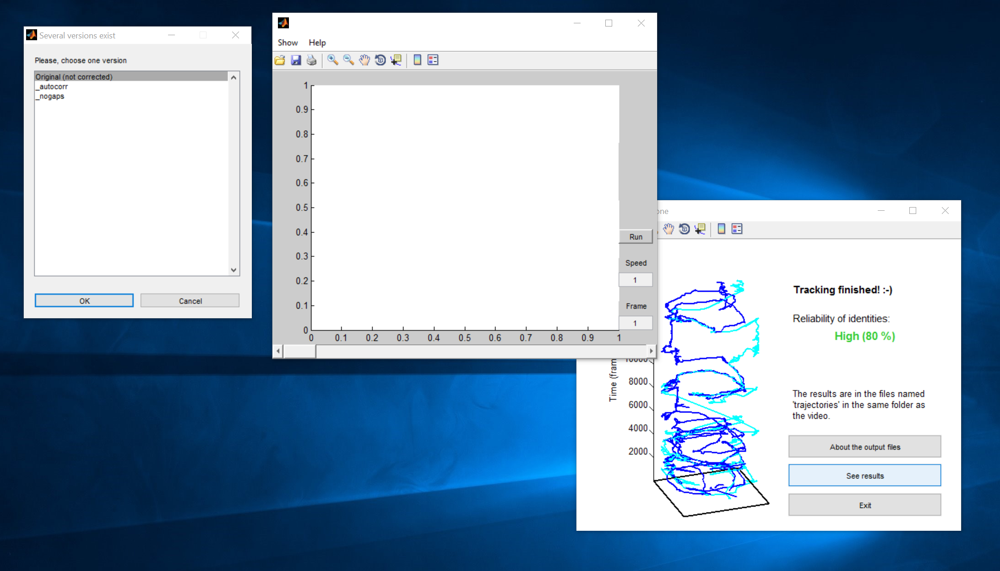 Several versions exist
Please, choose one version
Original (not corrected)
_autocorr
_nogaps
OK
Cancel
Show Help
1
0.9
0.8
0.7
0.6
0.5
0.4
0.3
0.2
0.1
0
0 0.1 0.2 0.3 0.4 0.5 0.6 0.7 0.8 0.9 1
Run
Speed
1
Frame
1
one
Tracking finished! :-)
Reliability of identities:
High (80 %)
The results are in the files named
'trajectories' in the same folder as
the video.
About the output files
See results
Exit
Time (fram
10000
8000
6000
4000
2000